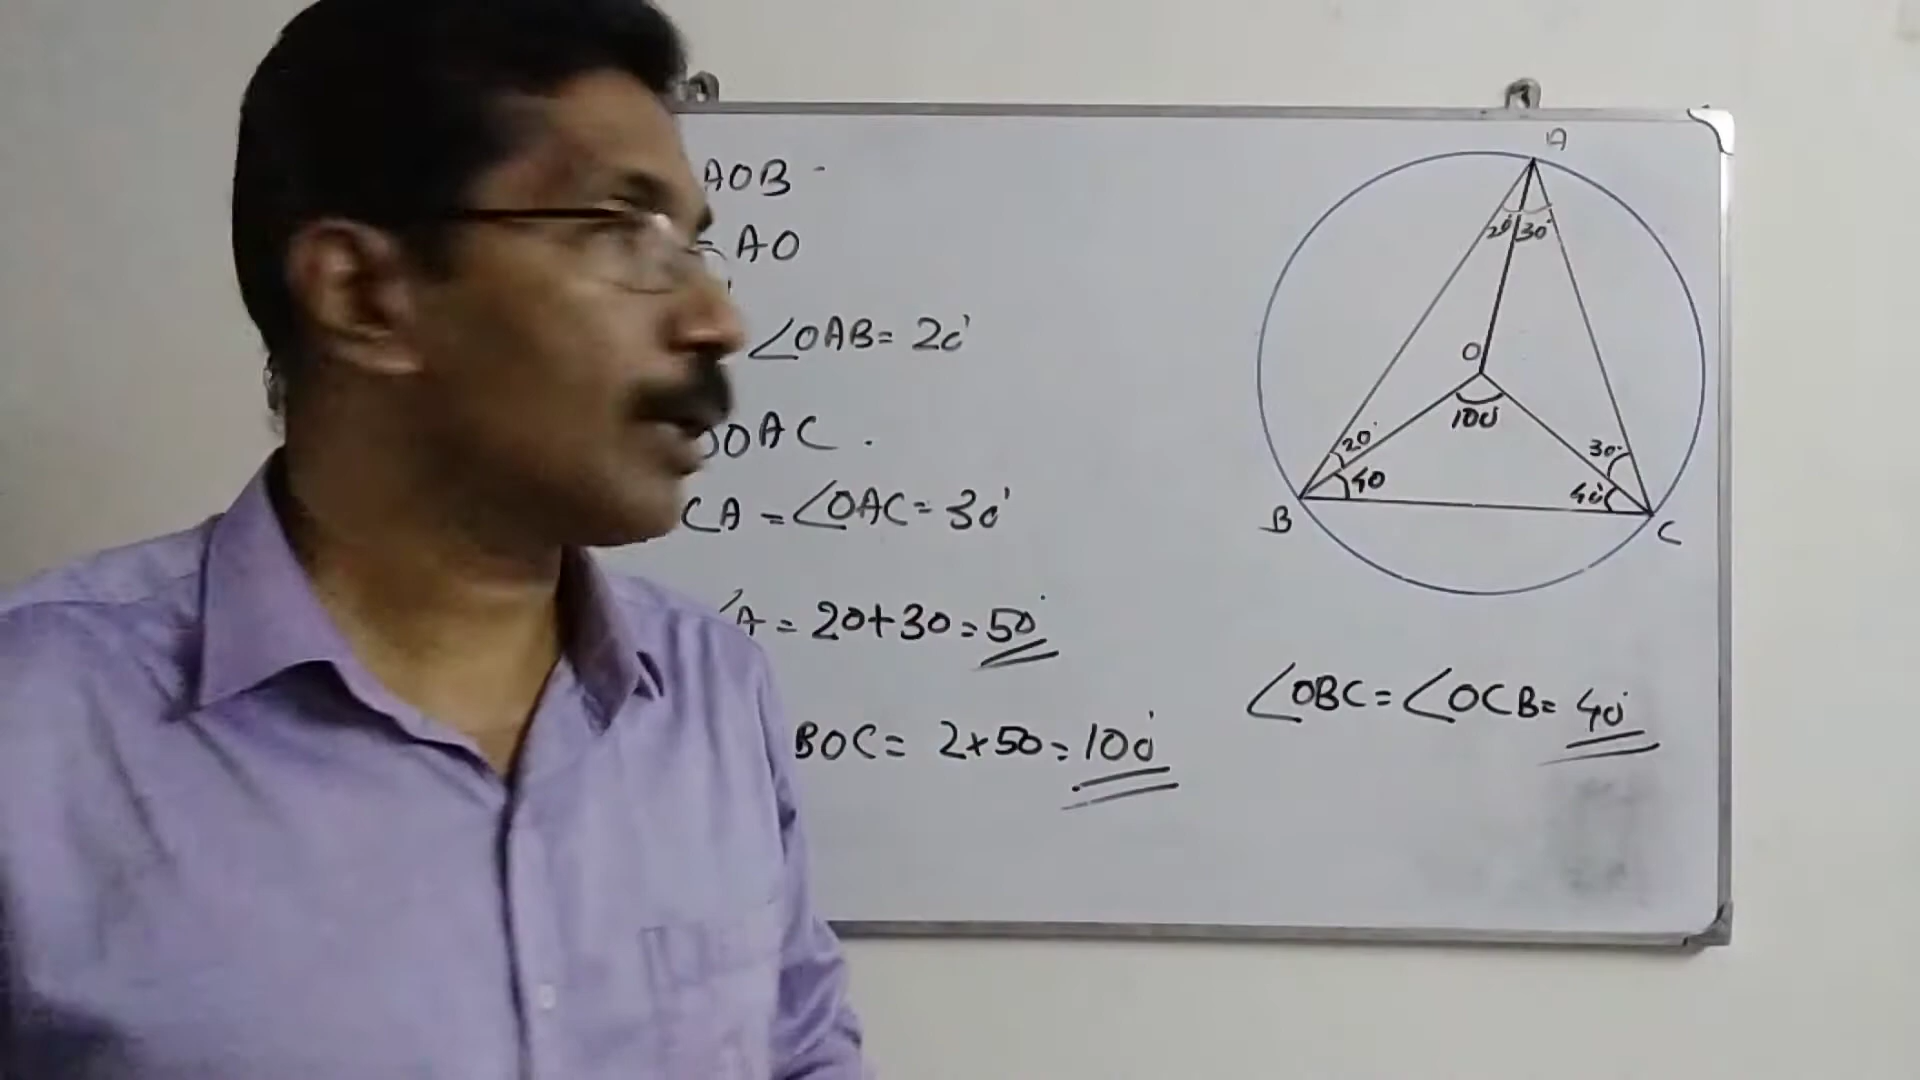 AOB
= AO
∠OAB = 20°
OAC .
CA = ∠OAC = 30°
A = 20+30 = 50°
BOC = 2×50 = 100°
A
20° 30°
O
100°
20° 30°
40 40°
B C
∠OBC = ∠OCB = 40°